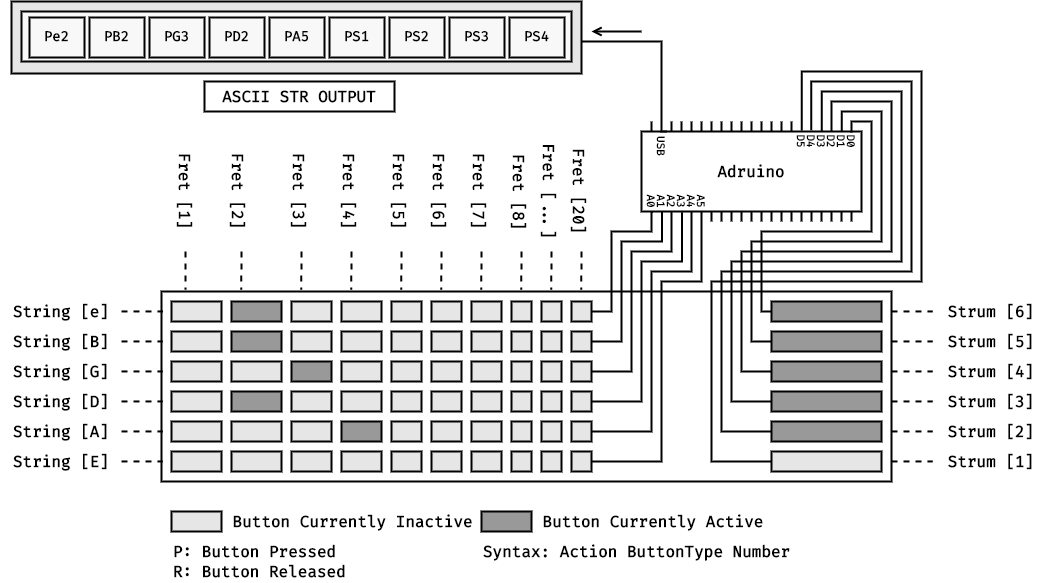 Pe2 PB2 PG3 PD2 PA5 PS1 PS2 PS3 PS4
ASCII STR OUTPUT
USB
D5 D4 D3 D2 D1 D0
Adruino
A0 A1 A2 A3 A4 A5
Fret [1] Fret [2] Fret [3] Fret [4] Fret [5] Fret [6] Fret [7] Fret [8] Fret [...] Fret [20]
String [e] Strum [6]
String [B] Strum [5]
String [G] Strum [4]
String [D] Strum [3]
String [A] Strum [2]
String [E] Strum [1]
Button Currently Inactive Button Currently Active
P: Button Pressed Syntax: Action ButtonType Number
R: Button Released